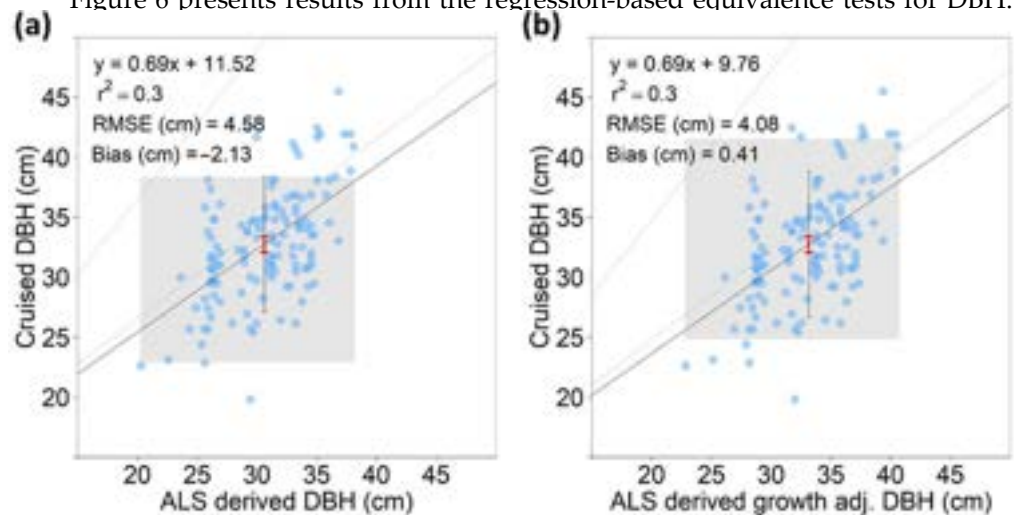 Figure 6 presents results from the regression-based equivalence tests for DBH.
(a)
y = 0.69x + 11.52
r² = 0.3
RMSE (cm) = 4.58
Bias (cm) =−2.13
45
40
35
30
25
20
Cruised DBH (cm)
20 25 30 35 40 45
ALS derived DBH (cm)
(b)
y = 0.69x + 9.76
r² = 0.3
RMSE (cm) = 4.08
Bias (cm) = 0.41
45
40
35
30
25
20
Cruised DBH (cm)
20 25 30 35 40 45
ALS derived growth adj. DBH (cm)